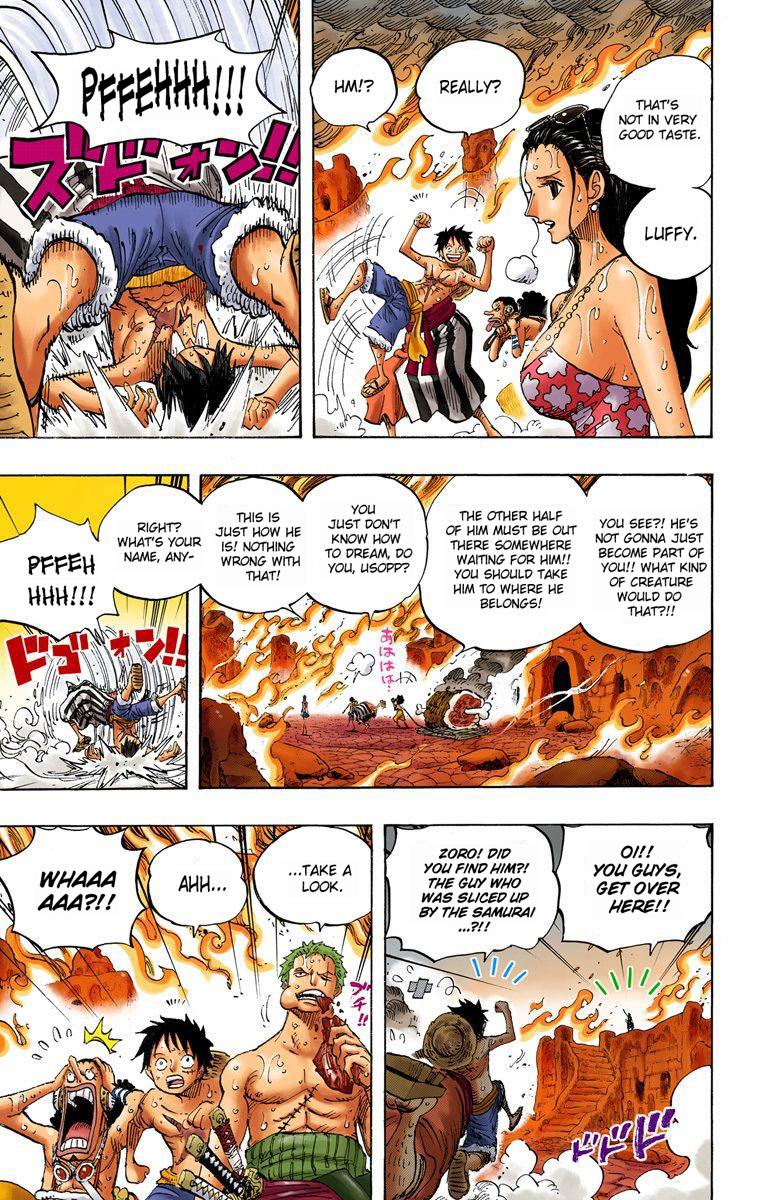 THAT'S
NOT IN VERY
GOOD TASTE.
LUFFY.
REALLY?
HM!?
PFFEHHH!!!
ズドォン!!
YOU SEE?! HE'S
NOT GONNA JUST
BECOME PART OF
YOU!! WHAT KIND
OF CREATURE
WOULD DO
THAT?!!
THE OTHER HALF
OF HIM MUST BE OUT
THERE SOMEWHERE
WAITING FOR HIM!!
YOU SHOULD TAKE
HIM TO WHERE HE
BELONGS!
YOU
JUST DON'T
KNOW HOW
TO DREAM, DO
YOU, USOPP?
THIS IS
JUST HOW HE
IS! NOTHING
WRONG WITH
THAT!
あははは…
RIGHT?
WHAT'S YOUR
NAME, ANY-
PFFEH
HHH!!!
ドゴォン!!
OI!!
YOU GUYS,
GET OVER
HERE!!
ZORO! DID
YOU FIND HIM?!
THE GUY WHO
WAS SLICED UP
BY THE SAMURAI
...?!!
ドドド
...TAKE A
LOOK.
ブチ!!
AHH...
WHAAA
AAA?!!